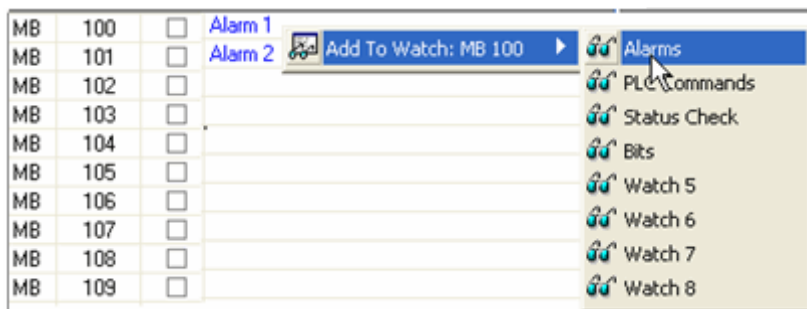 MB 100 Alarm 1
MB 101 Alarm 2
MB 102
MB 103
MB 104
MB 105
MB 106
MB 107
MB 108
MB 109
Add To Watch: MB 100
Alarms
PLC Commands
Status Check
Bits
Watch 5
Watch 6
Watch 7
Watch 8